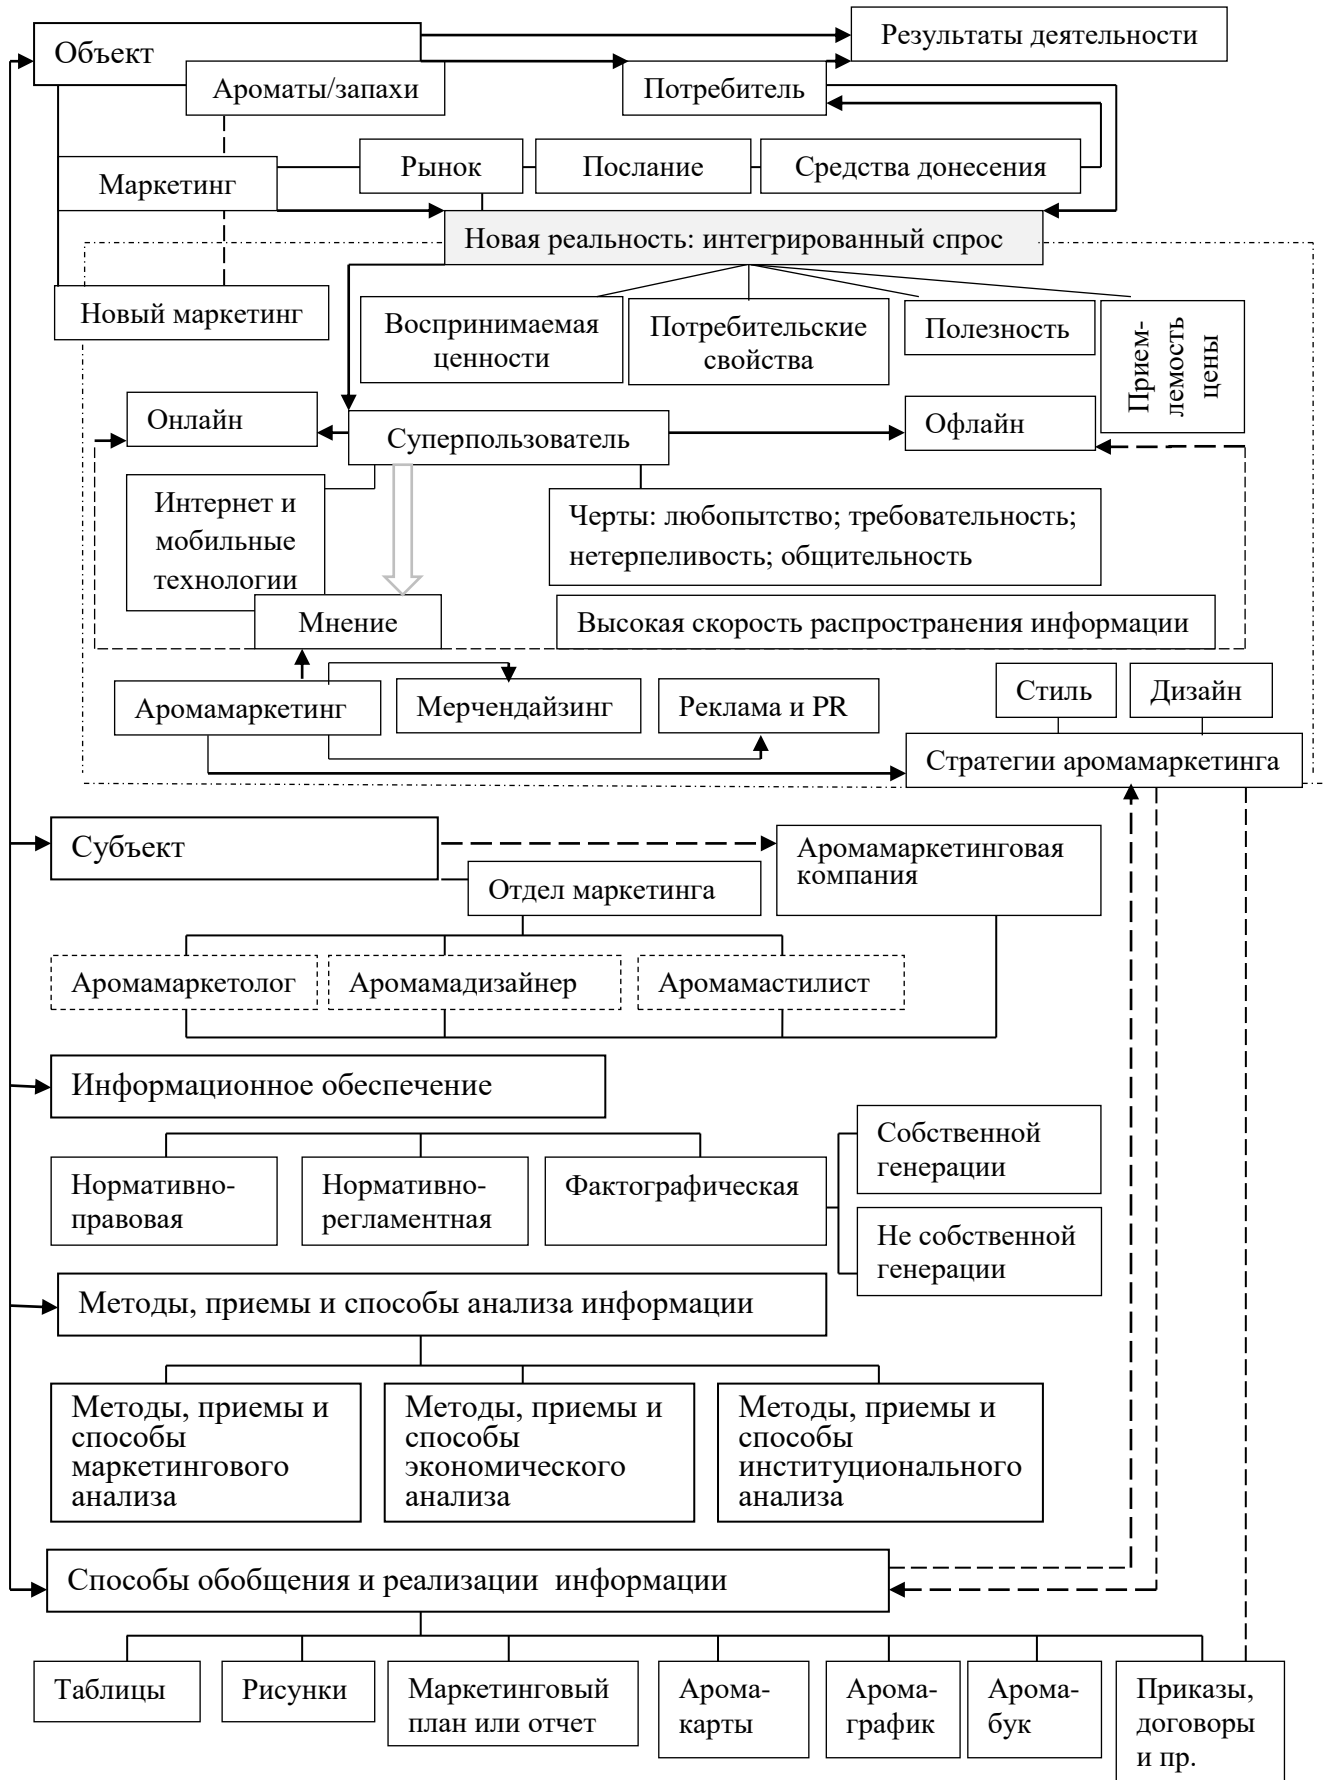 Объект
Результаты деятельности
Ароматы/запахи
Потребитель
Маркетинг
Рынок
Послание
Средства донесения
Новая реальность: интегрированный спрос
Новый маркетинг
Воспринимаемая
ценности
Потребительские
свойства
Полезность
Прием-
лемость
цены
Онлайн
Суперпользователь
Офлайн
Интернет и
мобильные
технологии
Черты: любопытство; требовательность;
нетерпеливость; общительность
Мнение
Высокая скорость распространения информации
Аромамаркетинг
Мерчендайзинг
Реклама и PR
Стиль
Дизайн
Стратегии аромамаркетинга
Субъект
Аромамаркетинговая
компания
Отдел маркетинга
Аромамаркетолог
Аромамадизайнер
Аромамастилист
Информационное обеспечение
Нормативно-
правовая
Нормативно-
регламентная
Фактографическая
Собственной
генерации
Не собственной
генерации
Методы, приемы и способы анализа информации
Методы, приемы и
способы
маркетингового
анализа
Методы, приемы и
способы
экономического
анализа
Методы, приемы и
способы
институционального
анализа
Способы обобщения и реализации информации
Таблицы
Рисунки
Маркетинговый
план или отчет
Арома-
карты
Арома-
график
Арома-
бук
Приказы,
договоры
и пр.